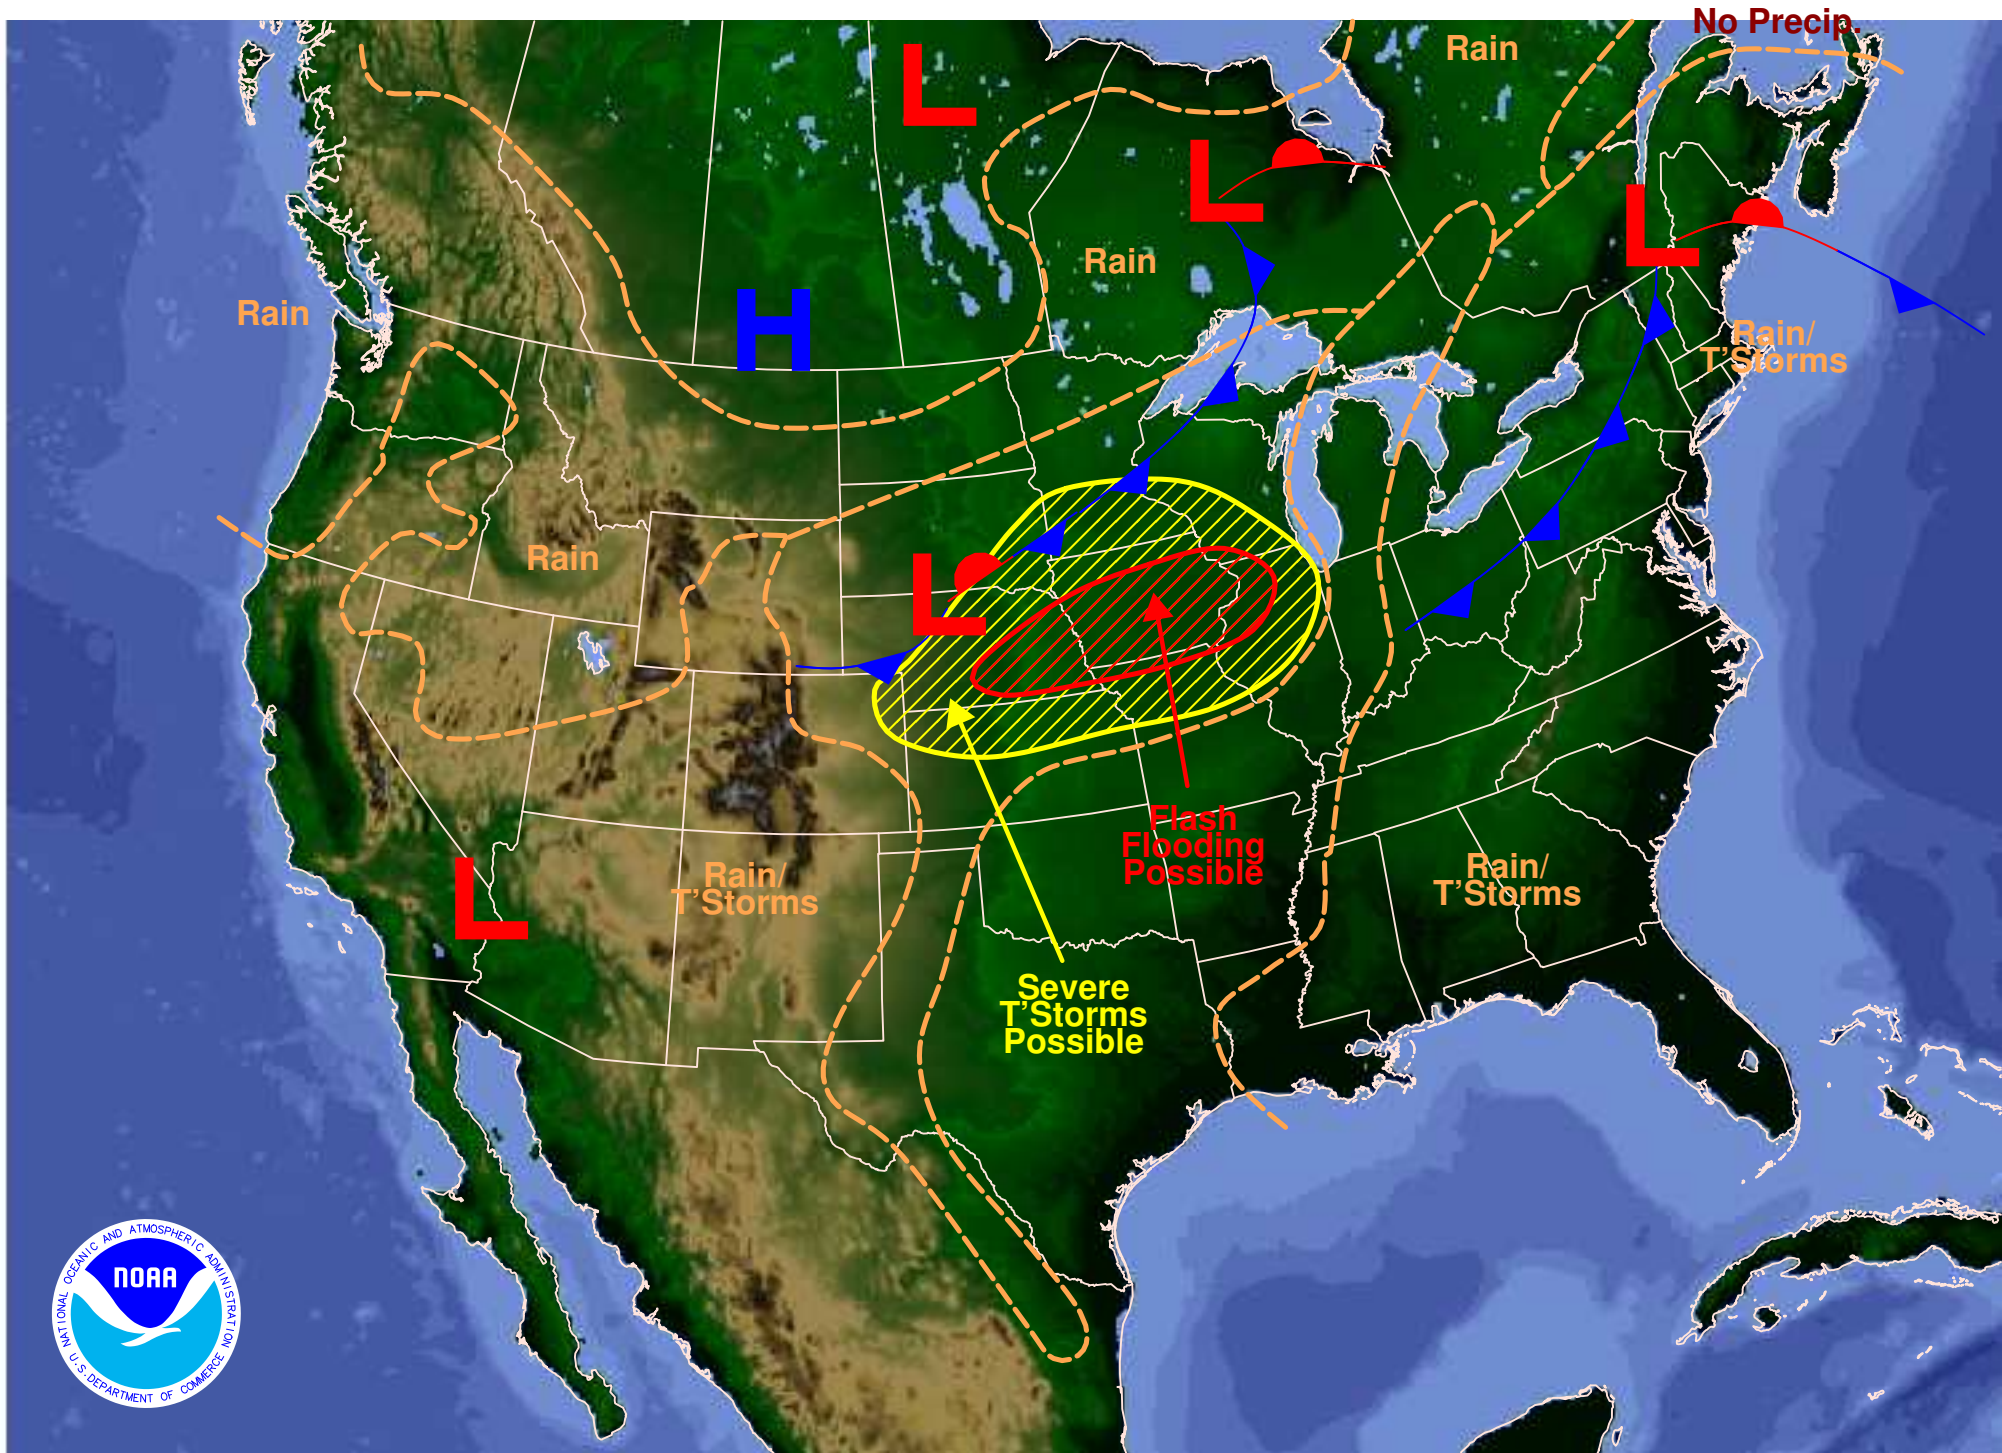 No Precip.
Rain
L
L
L
Rain
Rain
H
Rain/
T'Storms
Rain
L
Flash
Flooding
Possible
Rain/
T'Storms
Rain/
T'Storms
L
Severe
T'Storms
Possible
NATIONAL OCEANIC AND ATMOSPHERIC ADMINISTRATION
NOAA
U.S. DEPARTMENT OF COMMERCE